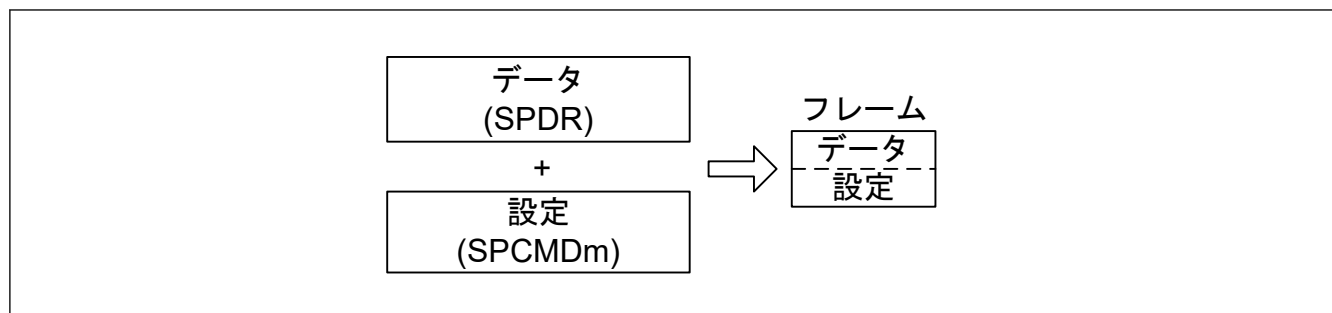 データ
(SPDR)
+
設定
(SPCMDm)
フレーム
データ
設定